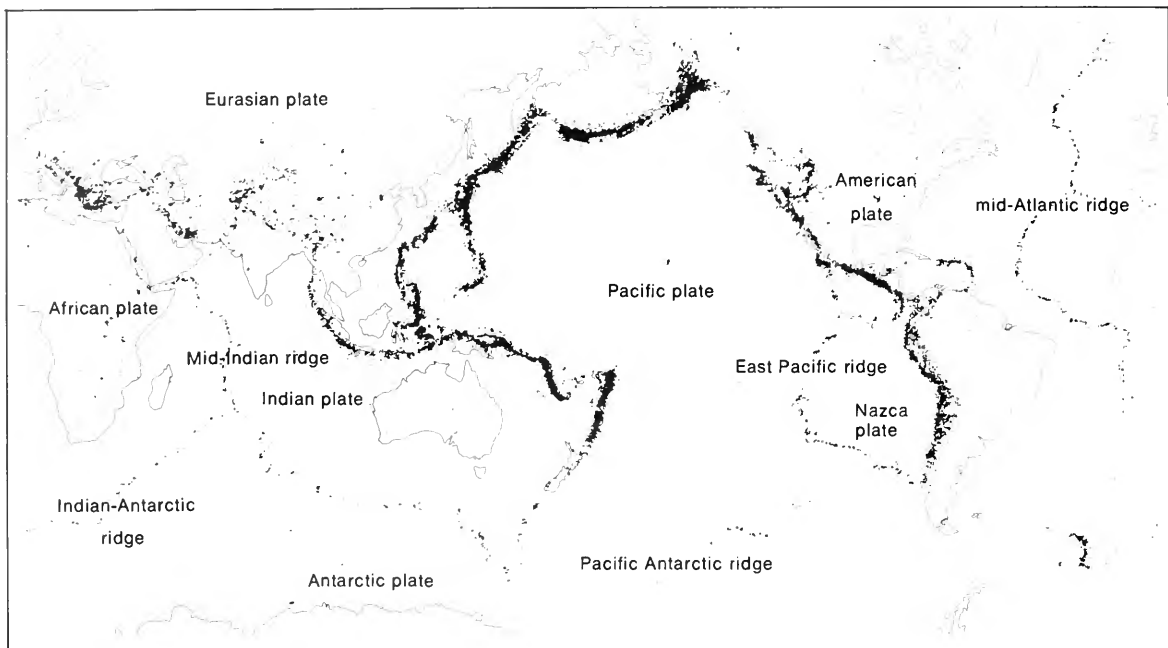 Eurasian plate
American
plate
mid-Atlantic ridge
Pacific plate
African plate
Mid-Indian ridge
East Pacific ridge
Indian plate
Nazca
plate
Indian-Antarctic
ridge
Pacific Antarctic ridge
Antarctic plate